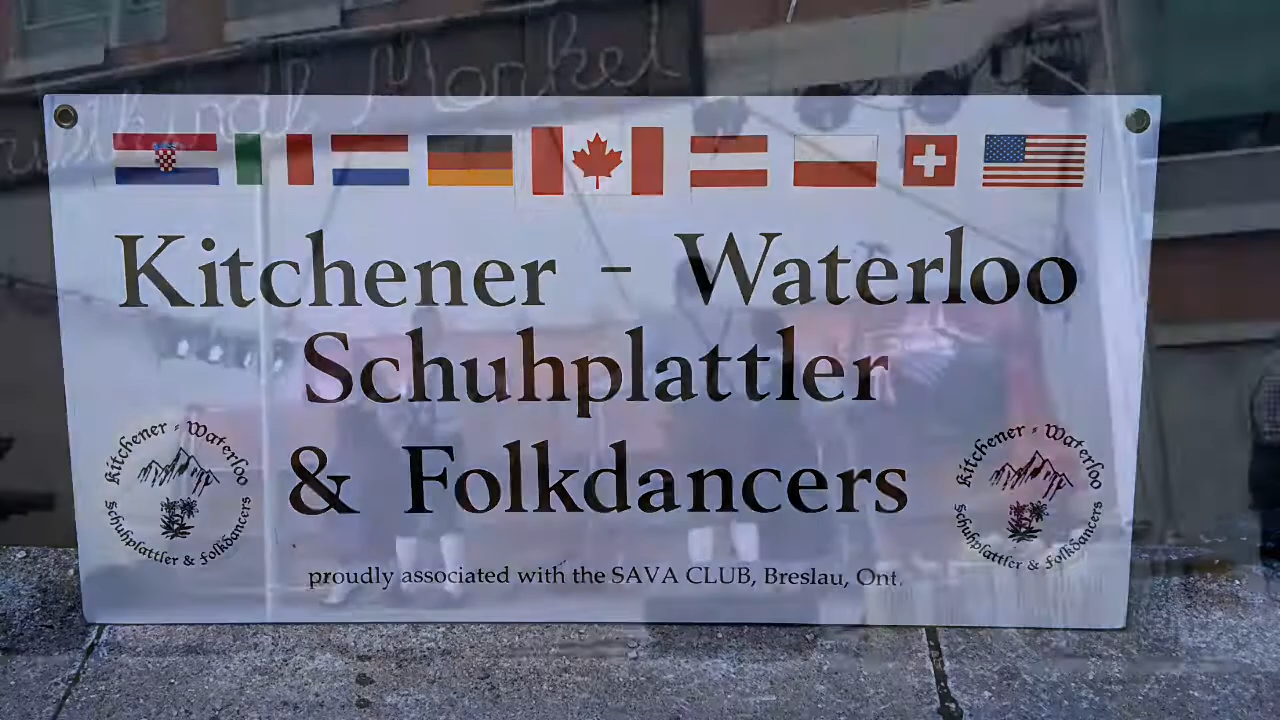 Market
Kitchener - Waterloo
Schuhplattler
& Folkdancers
Kitchener - Waterloo
Schuhplattler & Folkdancers
Kitchener - Waterloo
Schuhplattler & Folkdancers
proudly associated with the SAVA CLUB, Breslau, Ont.